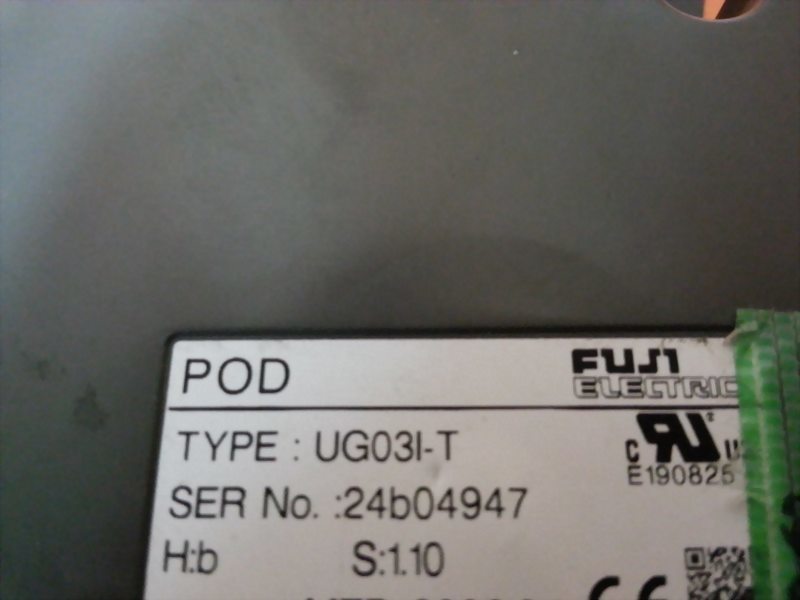 POD FUJI
ELECTRIC
TYPE : UG03I-T
SER No. :24b04947
E190825
H:b S:1.10